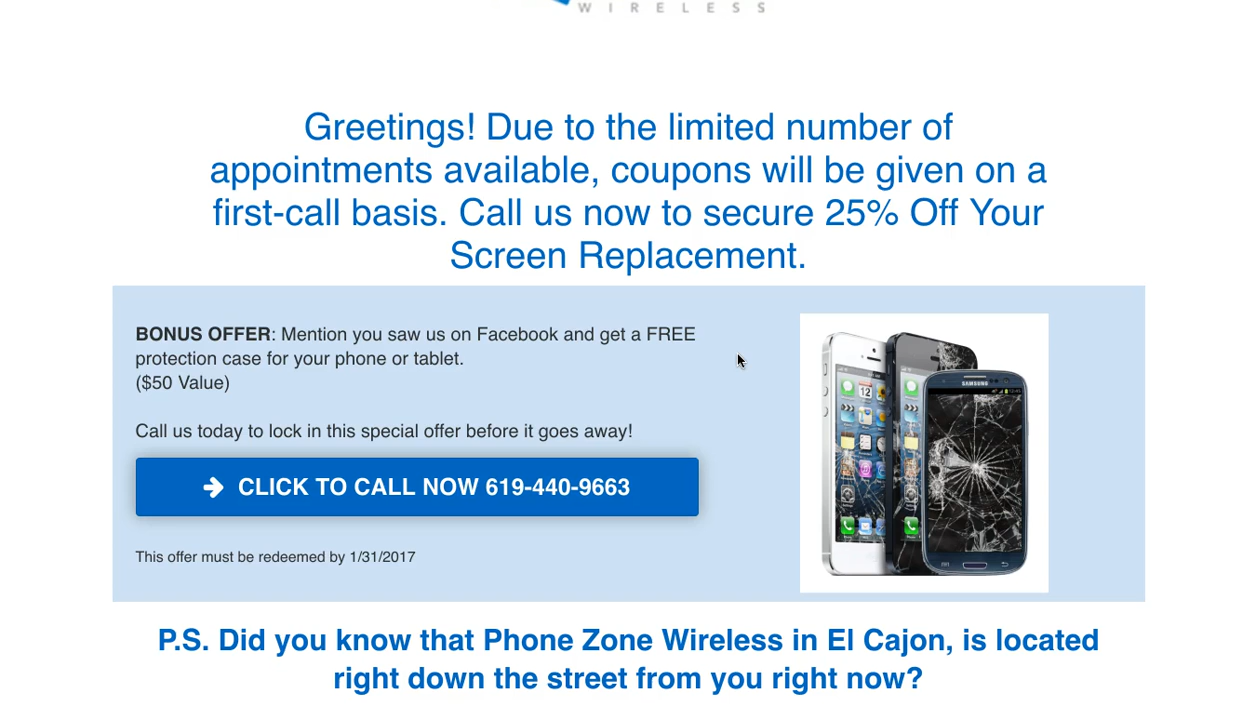 WIRELESS
Greetings! Due to the limited number of
appointments available, coupons will be given on a
first-call basis. Call us now to secure 25% Off Your
Screen Replacement.
BONUS OFFER: Mention you saw us on Facebook and get a FREE
protection case for your phone or tablet.
($50 Value)
Call us today to lock in this special offer before it goes away!
CLICK TO CALL NOW 619-440-9663
This offer must be redeemed by 1/31/2017
SAMSUNG
P.S. Did you know that Phone Zone Wireless in El Cajon, is located
right down the street from you right now?